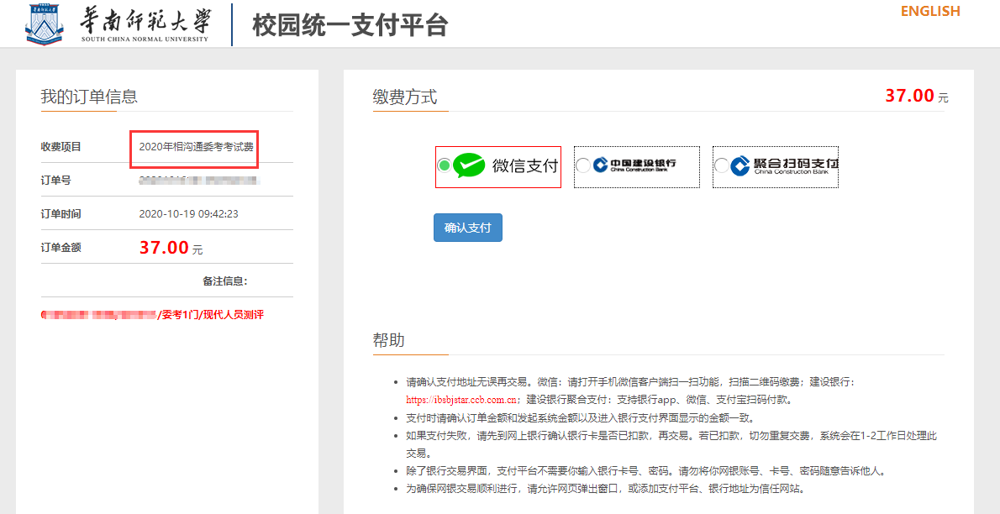 華南師範大學
SOUTH CHINA NORMAL UNIVERSITY
校园统一支付平台
ENGLISH
我的订单信息
收费项目 2020年相沟通委考考试费
订单号
订单时间 2020-10-19 09:42:23
订单金额 37.00 元
备注信息:
/委考1门/现代人员测评
缴费方式
37.00 元
微信支付
中国建设银行
China Construction Bank
聚合扫码支付
China Construction Bank
确认支付
帮助
请确认支付地址无误再交易。微信：请打开手机微信客户端扫一扫功能，扫描二维码缴费；建设银行：
https://ibsbjstar.ccb.com.cn；建设银行聚合支付：支持银行app、微信、支付宝扫码付款。
支付时请确认订单金额和发起系统金额以及进入银行支付界面显示的金额一致。
如果支付失败，请先到网上银行确认银行卡是否已扣款，再交易。若已扣款，切勿重复交费，系统会在1-2工作日处理此
交易。
除了银行交易界面，支付平台不需要你输入银行卡号、密码。请勿将你网银账号、卡号、密码随意告诉他人。
为确保网银交易顺利进行，请允许网页弹出窗口，或添加支付平台、银行地址为信任网站。